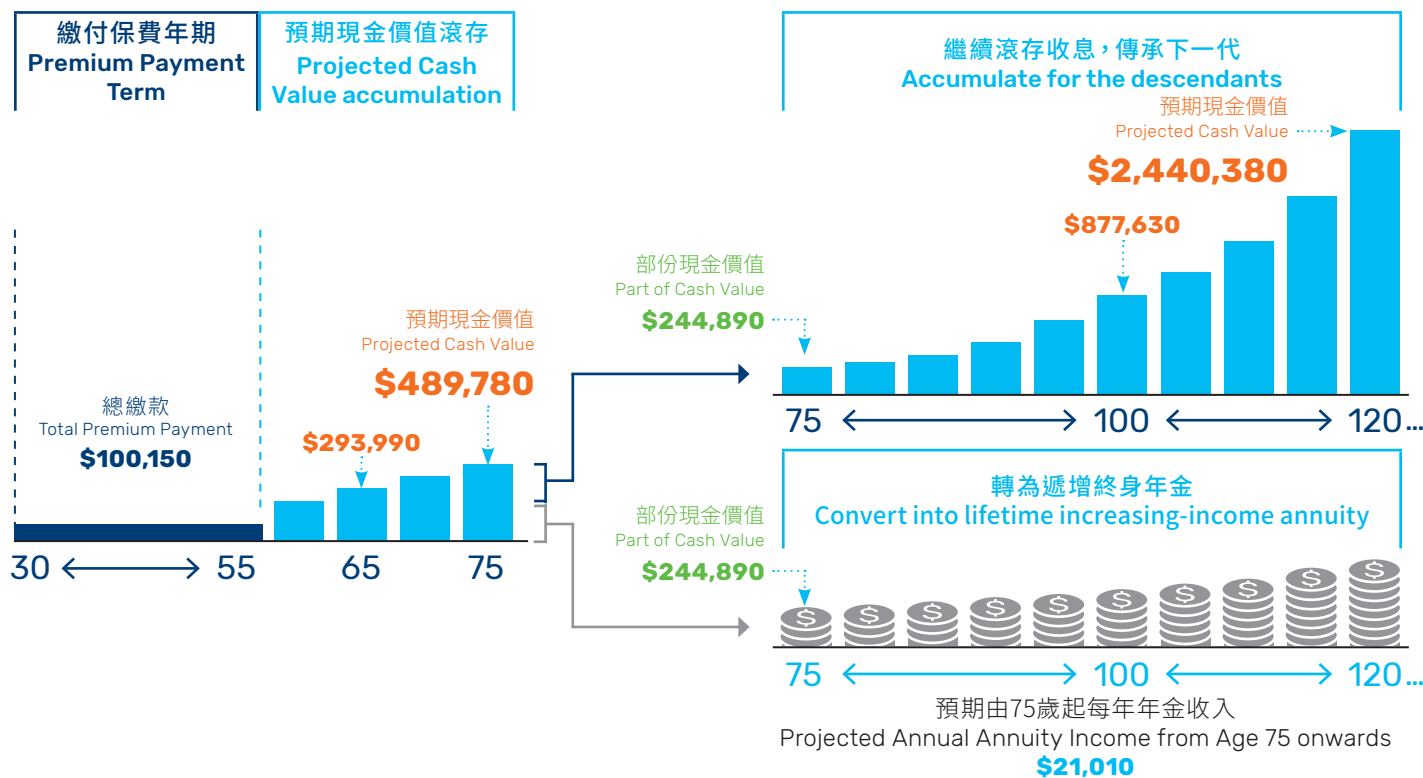 繳付保費年期
Premium Payment
Term
預期現金價值滾存
Projected Cash
Value accumulation
總繳款
Total Premium Payment
$100,150
$293,990
預期現金價值
Projected Cash Value
$489,780
30
55
65
75
繼續滾存收息，傳承下一代
Accumulate for the descendants
預期現金價值
Projected Cash Value
$2,440,380
$877,630
部份現金價值
Part of Cash Value
$244,890
75
100
120...
轉為遞增終身年金
Convert into lifetime increasing-income annuity
部份現金價值
Part of Cash Value
$244,890
$ $ $ $ $ $ $ $ $ $
75
100
120...
預期由75歲起每年年金收入
Projected Annual Annuity Income from Age 75 onwards
$21,010